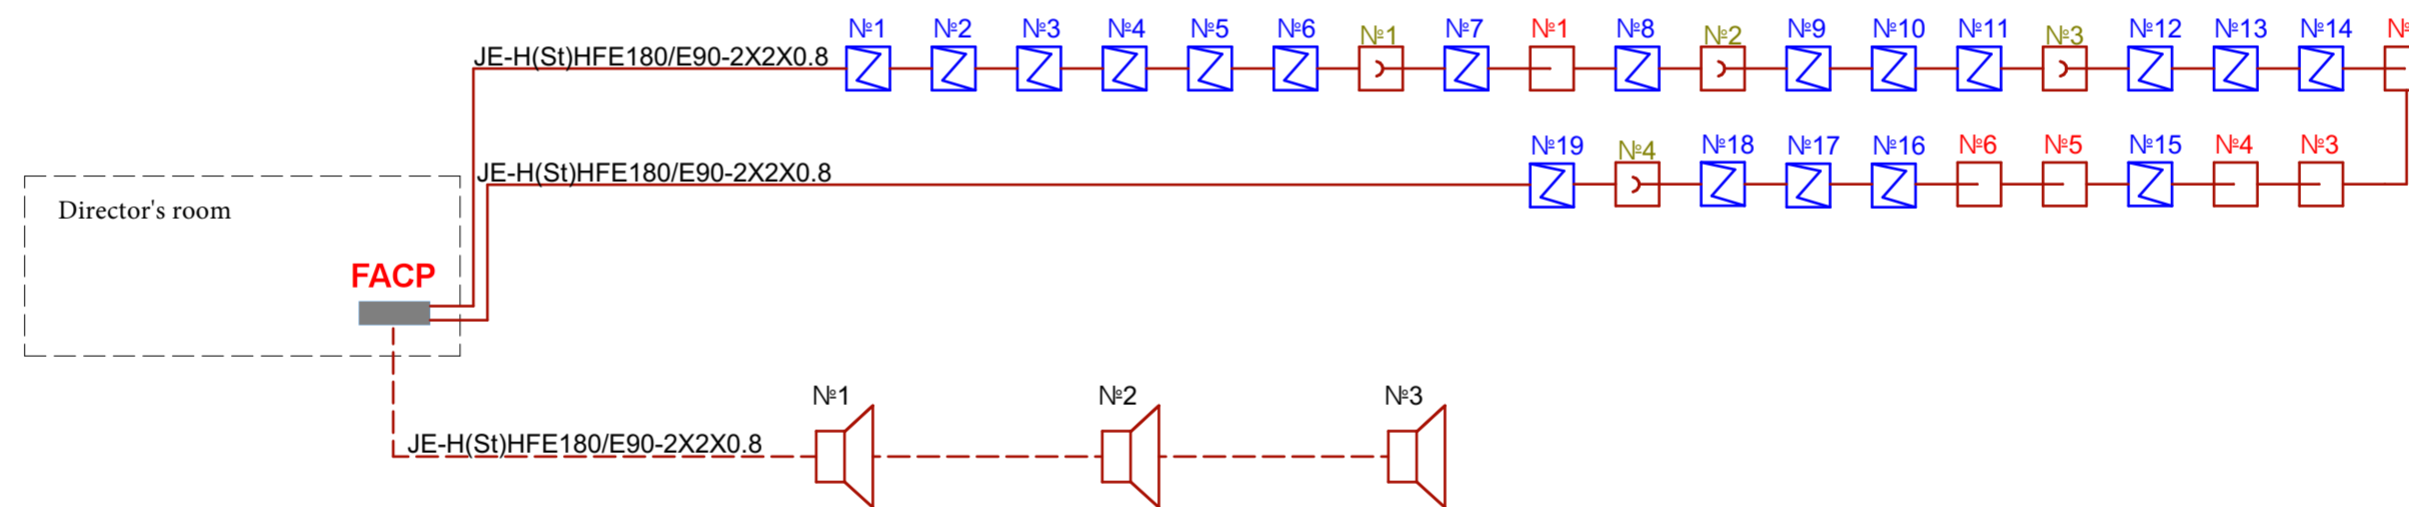 №1 №2 №3 №4 №5 №6 №1 №7 №1 №8 №2 №9 №10 №11 №3 №12 №13 №14 №
JE-H(St)HFE180/E90-2X2X0.8
№19 №4 №18 №17 №16 №6 №5 №15 №4 №3
JE-H(St)HFE180/E90-2X2X0.8
Director's room
FACP
№1 №2 №3
JE-H(St)HFE180/E90-2X2X0.8